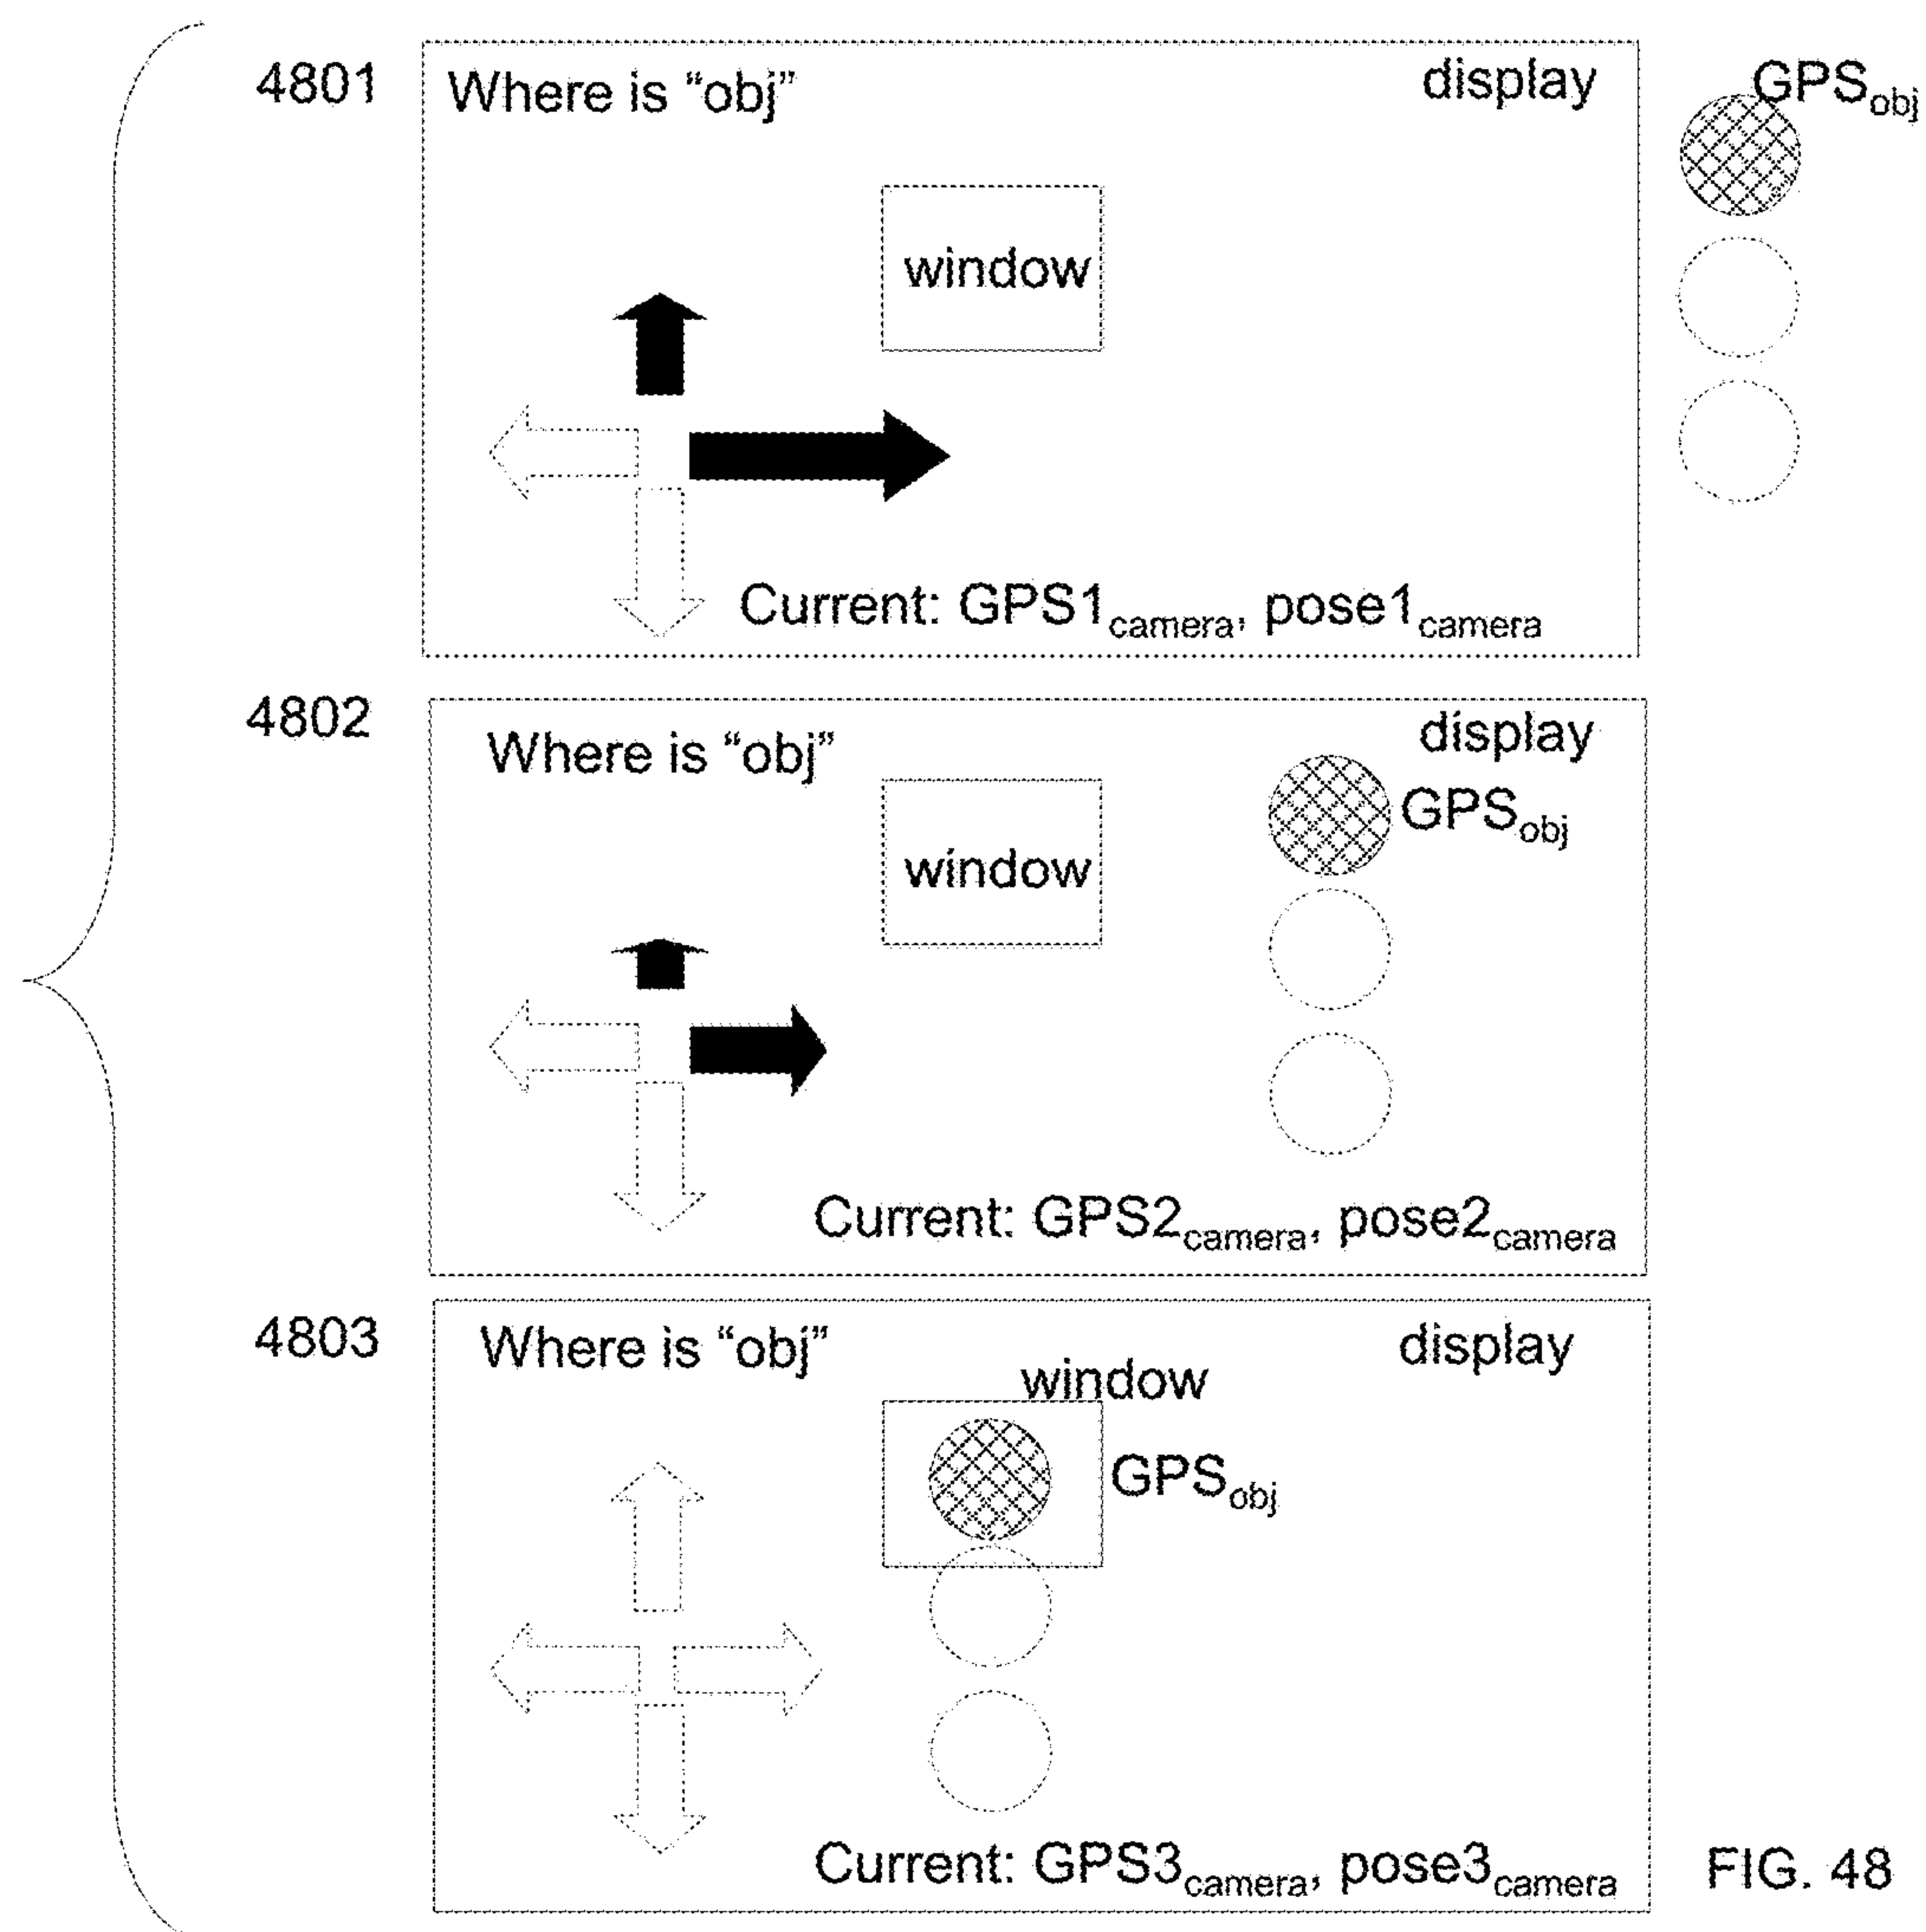 4801
Where is “obj”
display
GPSobj
window
Current: GPS1camera, pose1camera
4802
Where is “obj”
display
window
GPSobj
Current: GPS2camera, pose2camera
4803
Where is “obj”
display
window
GPSobj
Current: GPS3camera, pose3camera
FIG. 48